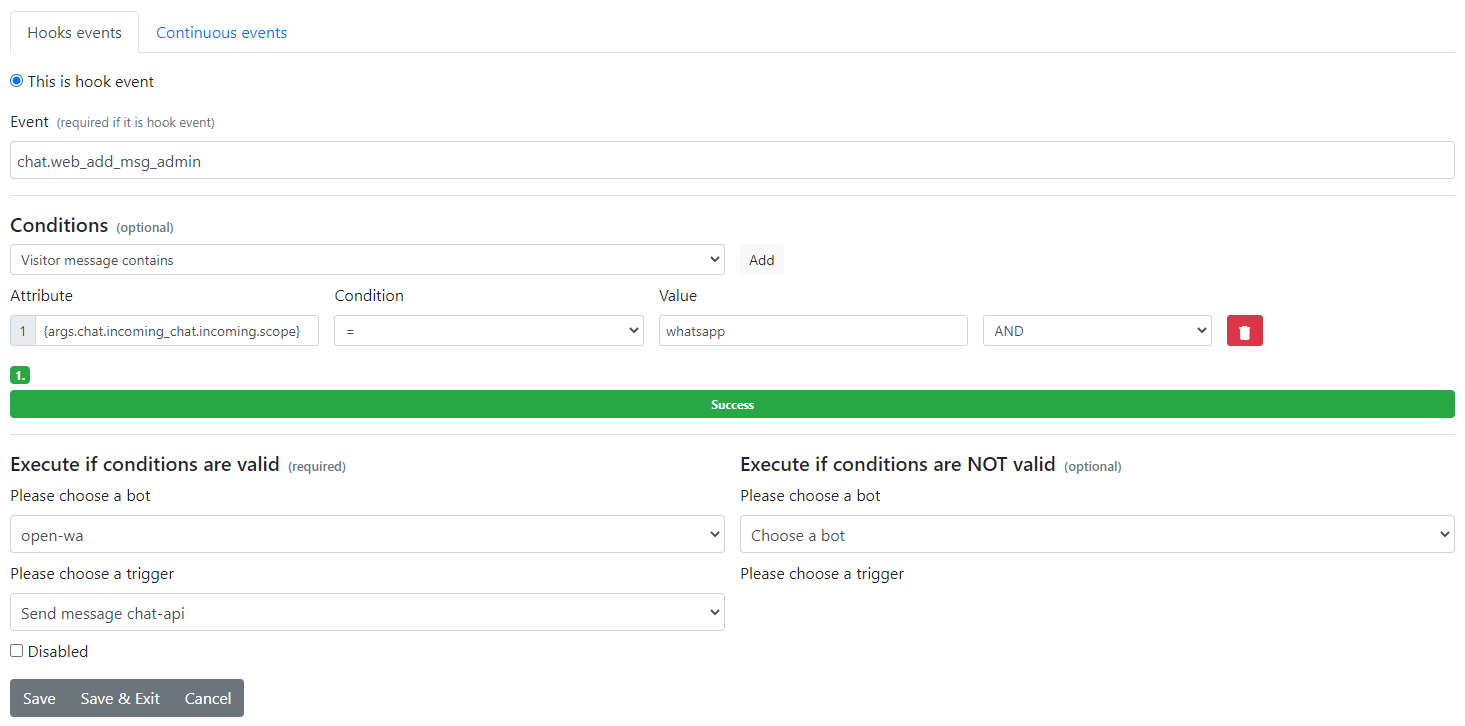 Hooks events Continuous events
This is hook event
Event (required if it is hook event)
chat.web_add_msg_admin
Conditions (optional)
Visitor message contains Add
Attribute Condition Value
1 {args.chat.incoming_chat.incoming.scope} = whatsapp AND
1.
Success
Execute if conditions are valid (required) Execute if conditions are NOT valid (optional)
Please choose a bot Please choose a bot
open-wa Choose a bot
Please choose a trigger Please choose a trigger
Send message chat-api
Disabled
Save Save & Exit Cancel